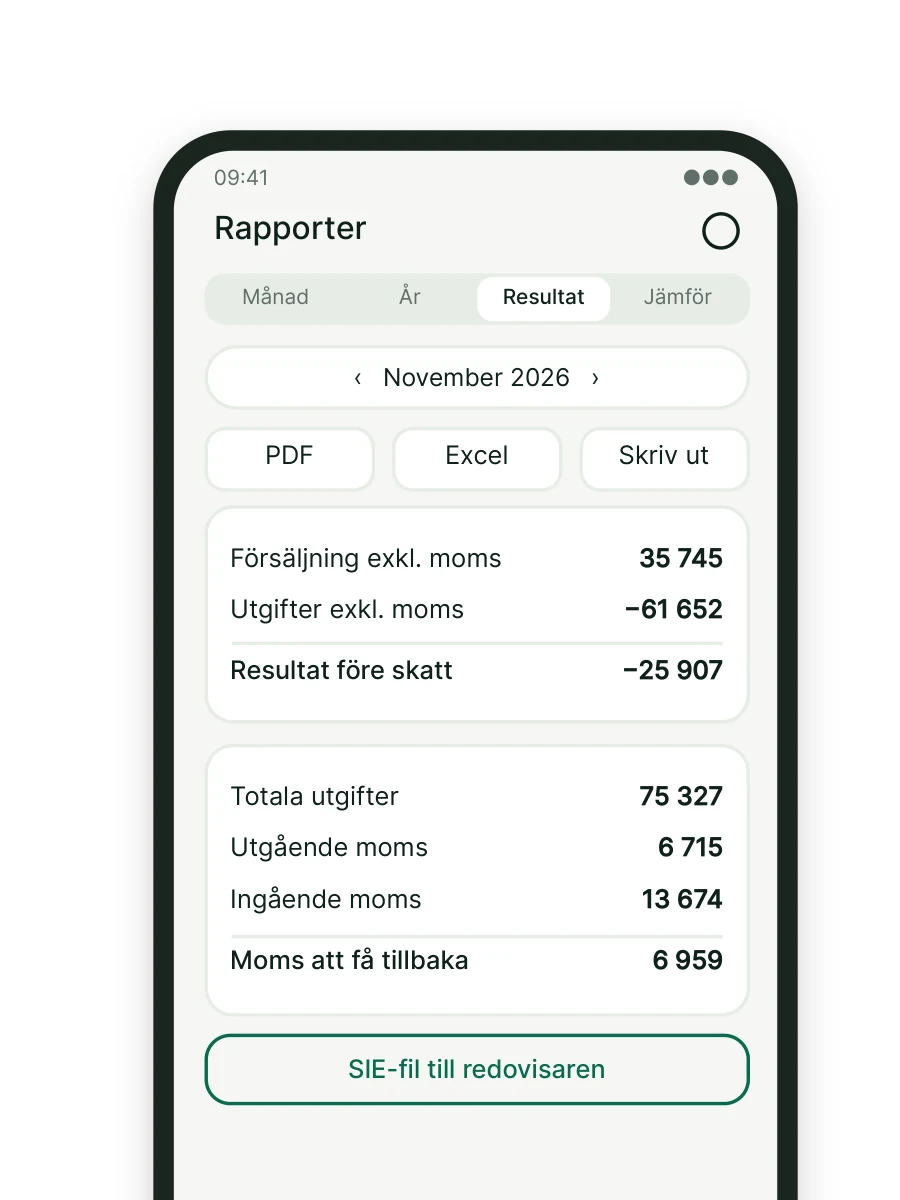 09:41
Rapporter
Månad År Resultat Jämför
‹ November 2026 ›
PDF Excel Skriv ut
Försäljning exkl. moms 35 745
Utgifter exkl. moms −61 652
Resultat före skatt −25 907
Totala utgifter 75 327
Utgående moms 6 715
Ingående moms 13 674
Moms att få tillbaka 6 959
SIE-fil till redovisaren